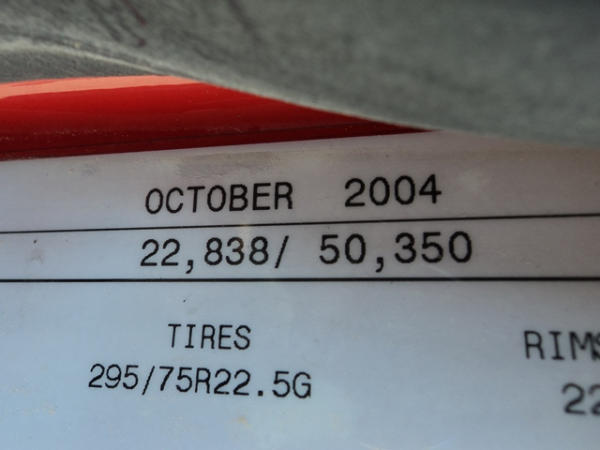 OCTOBER 2004
22,838/ 50,350
TIRES
295/75R22.5G